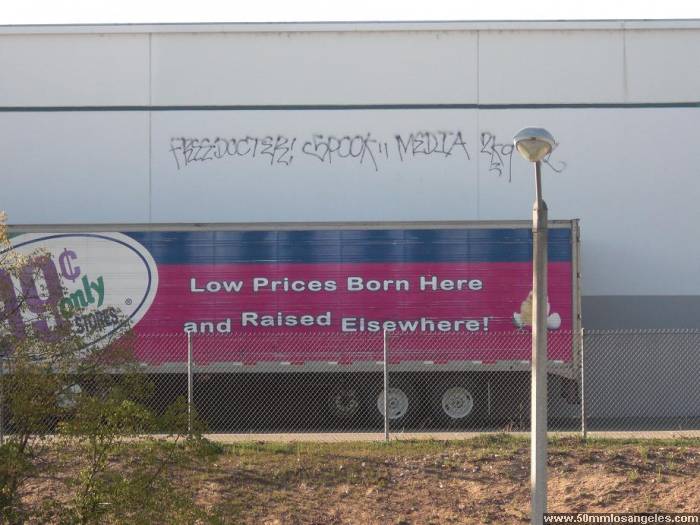 FREEDOCTER! SPOOK!! MEDIA
99¢ only STORES ®
Low Prices Born Here
and Raised Elsewhere!
www.50mmlosangeles.com